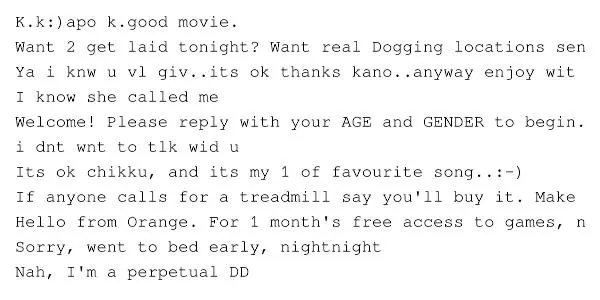 K.k:)apo k.good movie.
Want 2 get laid tonight? Want real Dogging locations sen
Ya i knw u vl giv..its ok thanks kano..anyway enjoy wit
I know she called me
Welcome! Please reply with your AGE and GENDER to begin.
i dnt wnt to tlk wid u
Its ok chikku, and its my 1 of favourite song..:-)
If anyone calls for a treadmill say you'll buy it. Make
Hello from Orange. For 1 month's free access to games, n
Sorry, went to bed early, nightnight
Nah, I'm a perpetual DD